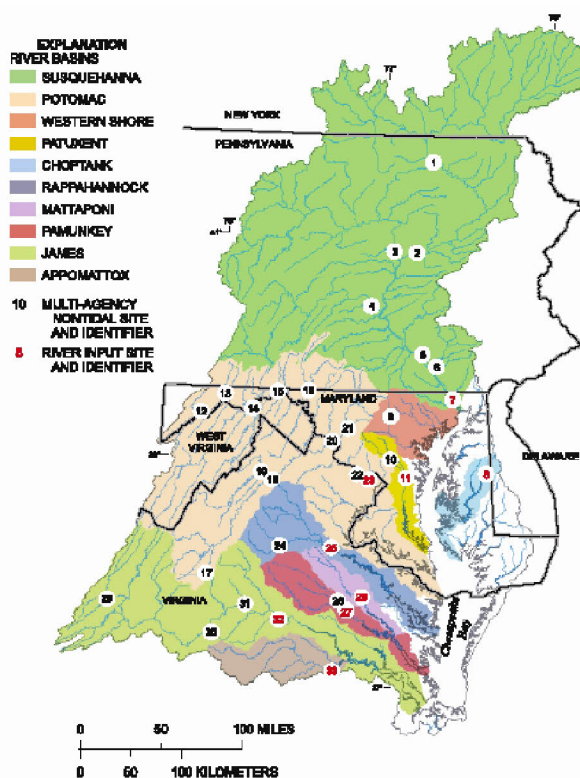 EXPLANATION
RIVER BASINS
SUSQUEHANNA
POTOMAC
WESTERN SHORE
PATUXENT
CHOPTANK
RAPPAHANNOCK
MATTAPONI
PAMUNKEY
JAMES
APPOMATTOX
10 MULTI-AGENCY
NONTIDAL SITE
AND IDENTIFIER
8 RIVER INPUT SITE
AND IDENTIFIER
NEW YORK
PENNSYLVANIA
1
3 2
4
5
6
7
MARYLAND
13 15
12 14
9
WEST
VIRGINIA
21
20
DELAWARE
10
11
8
22
24
17
VIRGINIA
31
27
Chesapeake
Bay
0 50 100 MILES
0 50 100 KILOMETERS